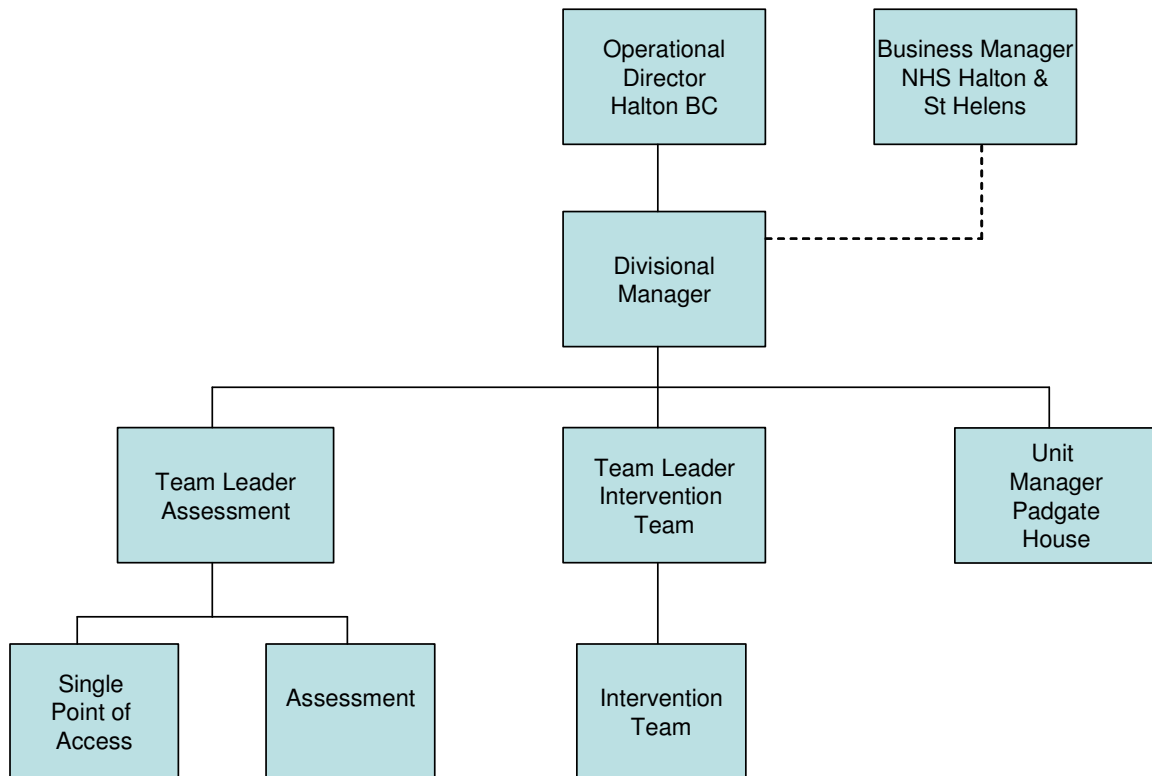 Operational
Director
Halton BC
Business Manager
NHS Halton &
St Helens
Divisional
Manager
Team Leader
Assessment
Team Leader
Intervention
Team
Unit
Manager
Padgate
House
Single
Point of
Access
Assessment
Intervention
Team